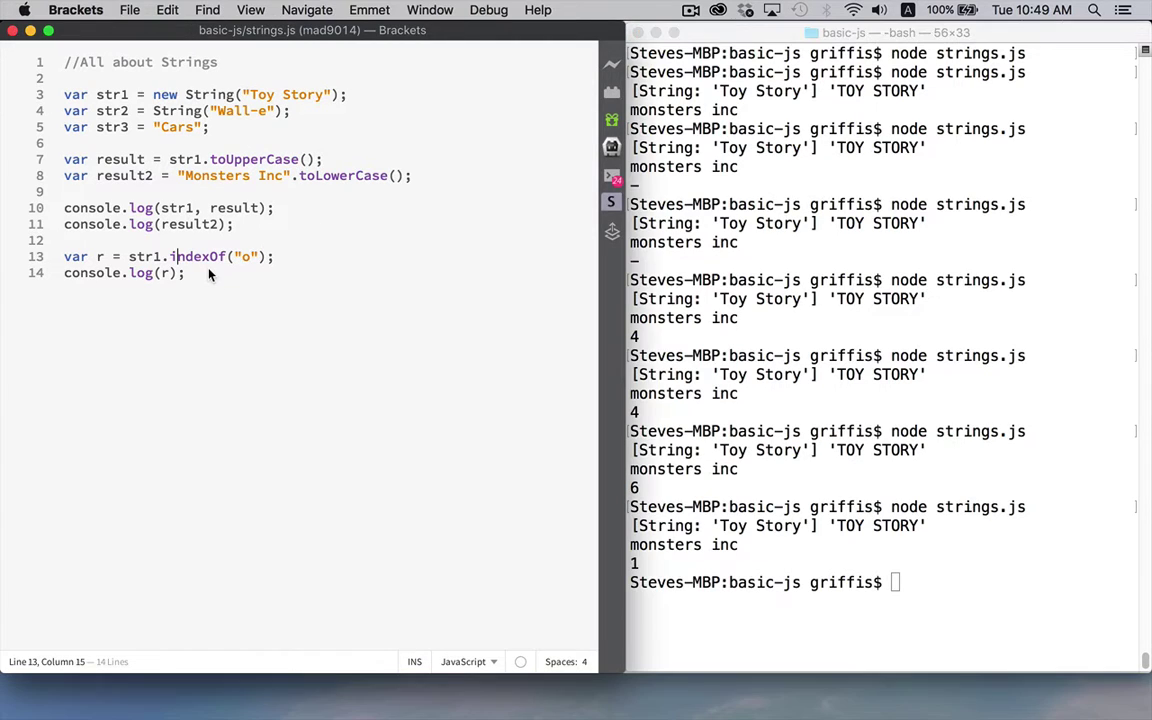 Brackets File Edit Find View Navigate Emmet Window Debug Help 100% Tue 10:49 AM
basic-js/strings.js (mad9014) — Brackets
1 //All about Strings
2
3 var str1 = new String("Toy Story");
4 var str2 = String("Wall-e");
5 var str3 = "Cars";
6
7 var result = str1.toUpperCase();
8 var result2 = "Monsters Inc".toLowerCase();
9
10 console.log(str1, result);
11 console.log(result2);
12
13 var r = str1.indexOf("o");
14 console.log(r);
24
S
Line 13, Column 15 — 14 Lines INS JavaScript Spaces: 4
basic-js — -bash — 56×33
[Steves-MBP:basic-js griffis$ node strings.js ]
[Steves-MBP:basic-js griffis$ node strings.js ]
[String: 'Toy Story'] 'TOY STORY'
monsters inc
[Steves-MBP:basic-js griffis$ node strings.js ]
[String: 'Toy Story'] 'TOY STORY'
monsters inc
–
[Steves-MBP:basic-js griffis$ node strings.js ]
[String: 'Toy Story'] 'TOY STORY'
monsters inc
–
[Steves-MBP:basic-js griffis$ node strings.js ]
[String: 'Toy Story'] 'TOY STORY'
monsters inc
4
[Steves-MBP:basic-js griffis$ node strings.js ]
[String: 'Toy Story'] 'TOY STORY'
monsters inc
4
[Steves-MBP:basic-js griffis$ node strings.js ]
[String: 'Toy Story'] 'TOY STORY'
monsters inc
6
[Steves-MBP:basic-js griffis$ node strings.js ]
[String: 'Toy Story'] 'TOY STORY'
monsters inc
1
Steves-MBP:basic-js griffis$